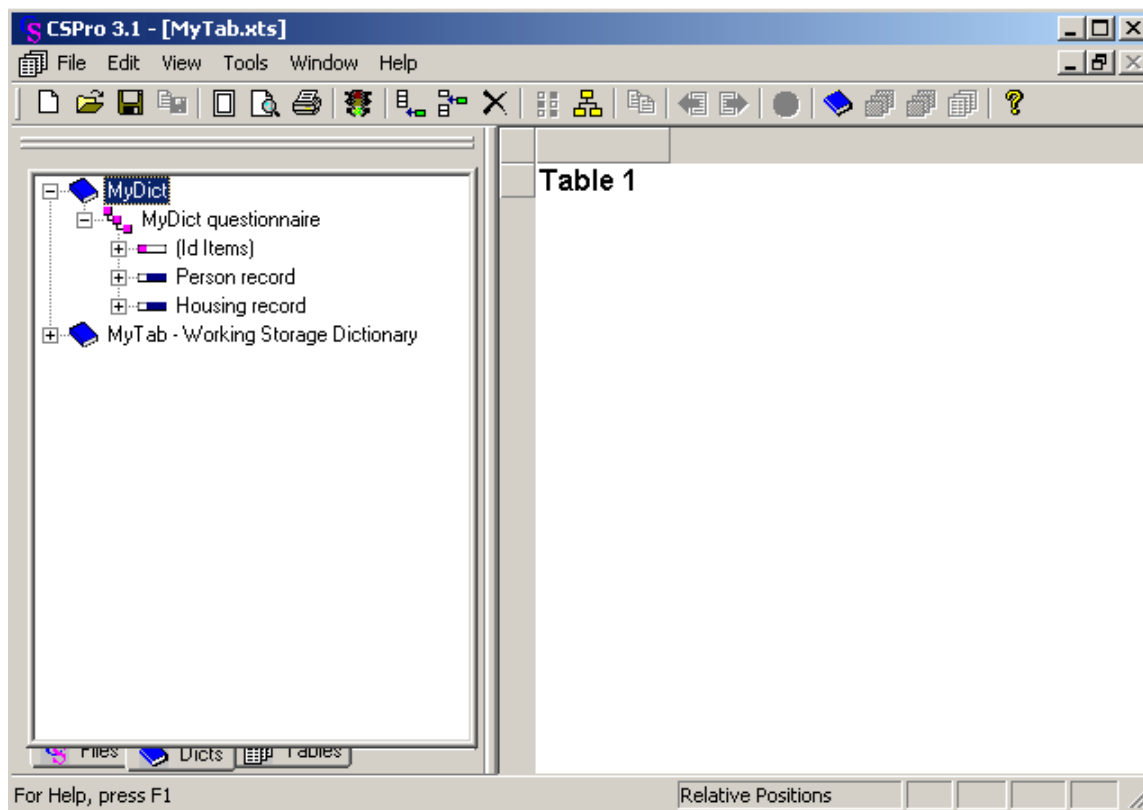 CSPro 3.1 - [MyTab.xts]
File Edit View Tools Window Help
MyDict
MyDict questionnaire
(Id Items)
Person record
Housing record
MyTab - Working Storage Dictionary
Table 1
Files Dicts Tables
For Help, press F1 Relative Positions